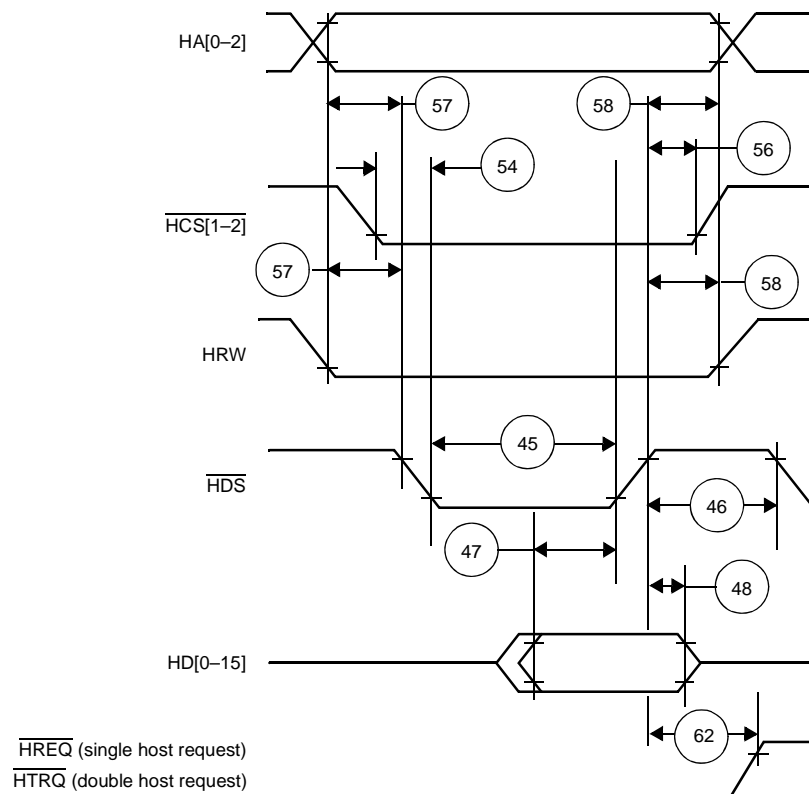 HA[0–2]
57
58
56
54
HCS[1–2]
57
58
HRW
45
HDS
46
47
48
HD[0–15]
62
HREQ (single host request)
HTRQ (double host request)